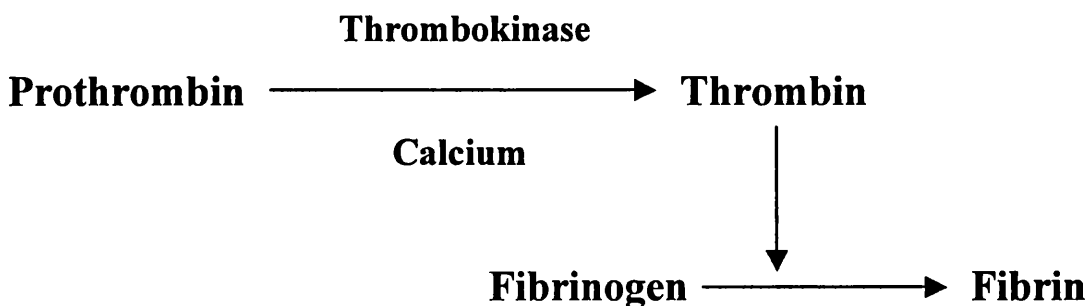 Thrombokinase
Prothrombin Thrombin
Calcium
Fibrinogen Fibrin